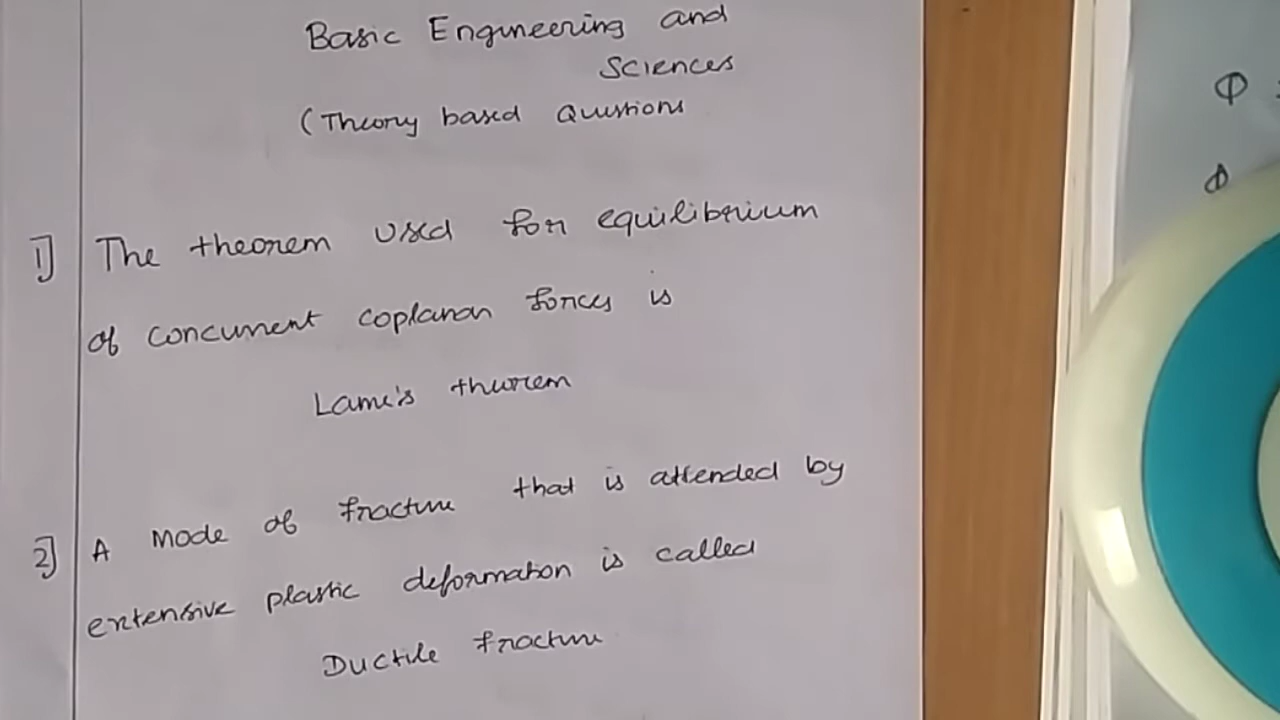 Basic Engineering and
Sciences
(Theory based Questions
1] The theorem used for equilibrium
of concurrent coplanar forces is
Lami's theorem
2] A Mode of fracture that is attended by
extensive plastic deformation is called
Ductile fracture
Φ
Φ